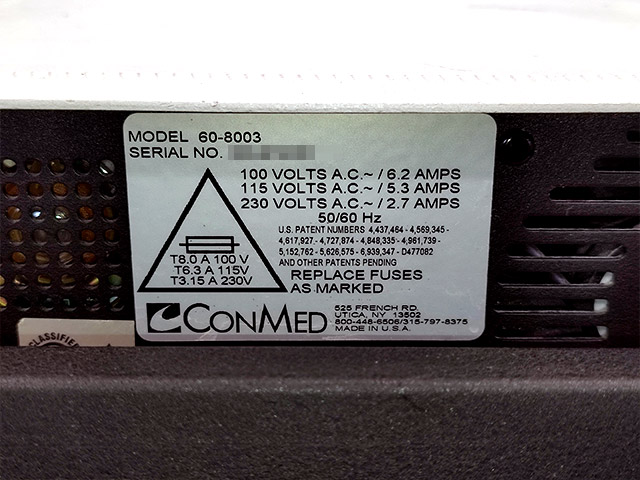 MODEL 60-8003
SERIAL NO.
100 VOLTS A.C.~ / 6.2 AMPS
115 VOLTS A.C.~ / 5.3 AMPS
230 VOLTS A.C.~ / 2.7 AMPS
50/60 Hz
U.S. PATENT NUMBERS 4,437,464 - 4,569,345 -
4,617,927 - 4,727,874 - 4,848,335 - 4,961,739 -
5,152,762 - 5,626,575 - 6,939,347 - D477082
AND OTHER PATENTS PENDING
REPLACE FUSES
AS MARKED
T8.0 A 100 V
T6.3 A 115V
T3.15 A 230V
CONMED
525 FRENCH RD.
UTICA, NY 13502
800-448-6506/315-797-8375
MADE IN U.S.A.
CLASSIFIED